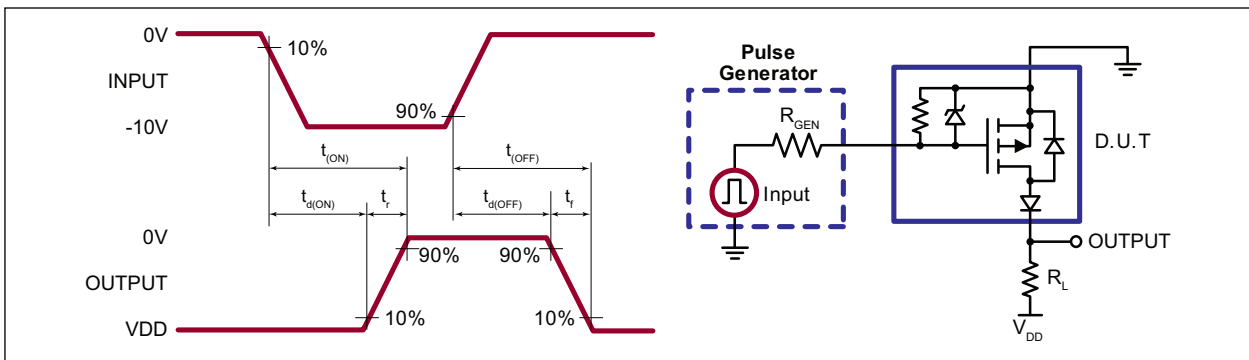 0V
10%
INPUT
90%
-10V
t(ON)
t(OFF)
td(ON)
tr
td(OFF)
tf
0V
90%
90%
OUTPUT
10%
10%
VDD
Pulse
Generator
RGEN
Input
D.U.T
OUTPUT
RL
VDD